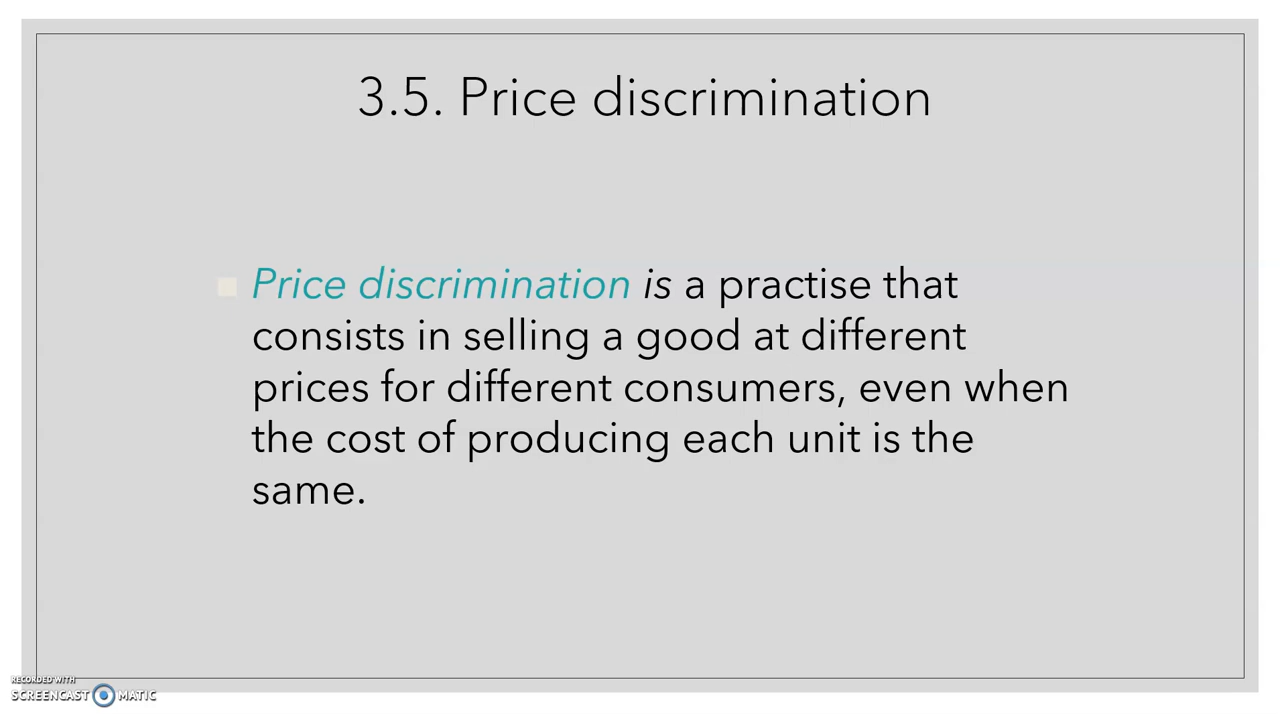 3.5. Price discrimination
Price discrimination is a practise that
consists in selling a good at different
prices for different consumers, even when
the cost of producing each unit is the
same.
RECORDED WITH
SCREENCAST MATIC